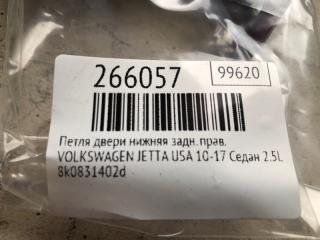 266057 99620
Петля двери нижняя задн.прав.
VOLKSWAGEN JETTA USA 10-17 Седан 2.5L
8k0831402d